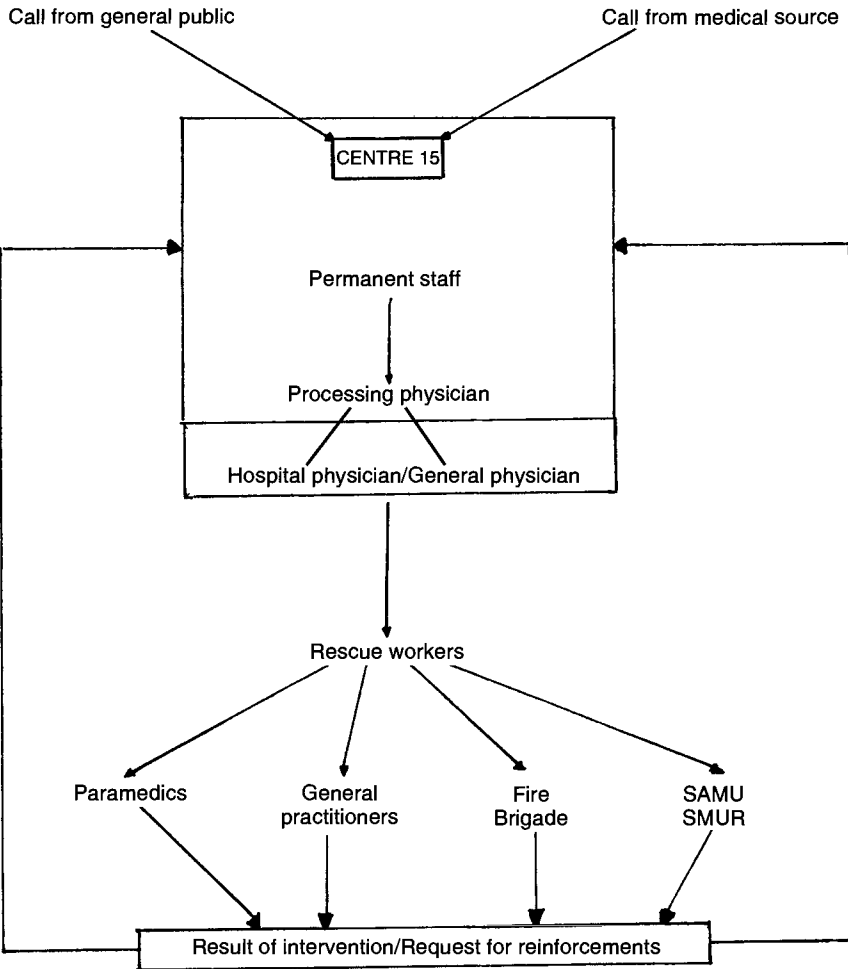 Call from general public
Call from medical source
CENTRE 15
Permanent staff
Processing physician
Hospital physician/General physician
Rescue workers
Paramedics
General
practitioners
Fire
Brigade
SAMU
SMUR
Result of intervention/Request for reinforcements